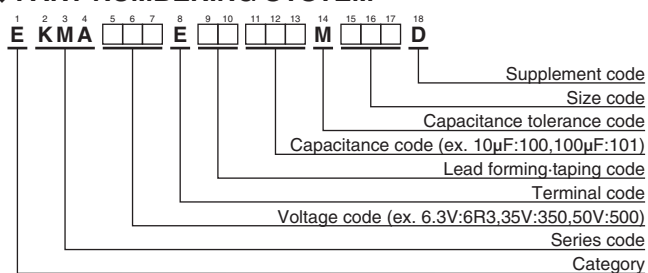 PART NUMBERING SYSTEM
1 2 3 4 5 6 7 8 9 10 11 12 13 14 15 16 17 18
E KMA E M D
Supplement code
Size code
Capacitance tolerance code
Capacitance code (ex. 10μF:100,100μF:101)
Lead forming·taping code
Terminal code
Voltage code (ex. 6.3V:6R3,35V:350,50V:500)
Series code
Category